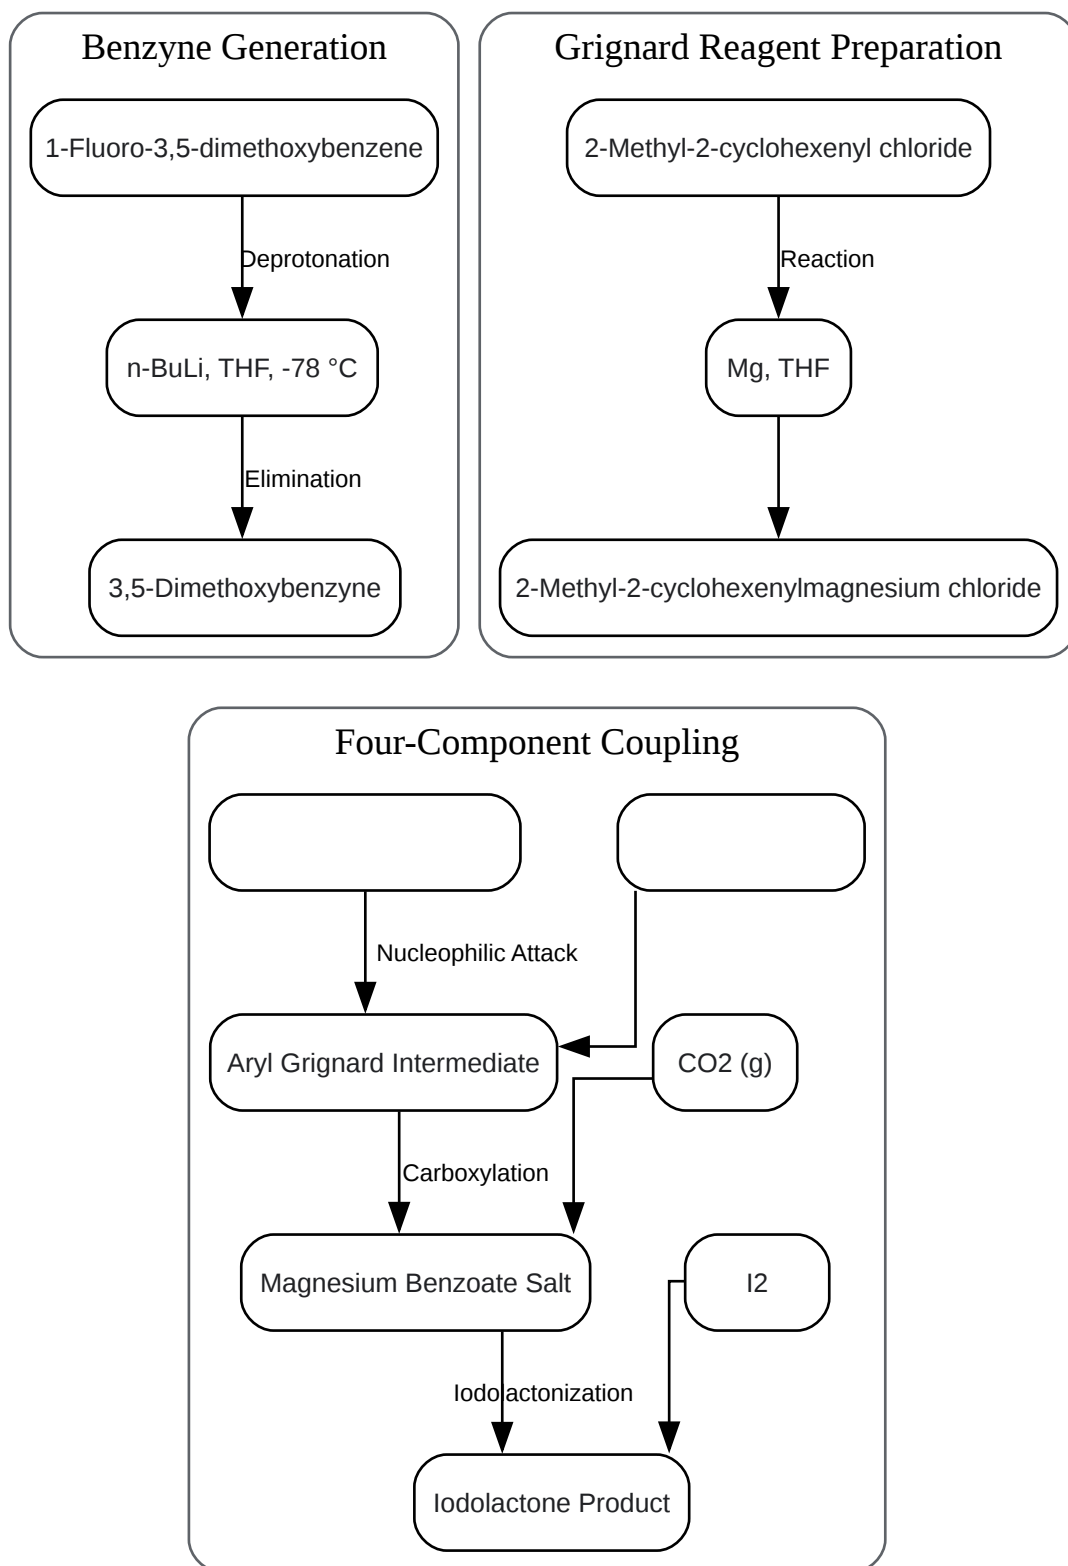 Benzyne Generation
1-Fluoro-3,5-dimethoxybenzene
Deprotonation
n-BuLi, THF, -78 °C
Elimination
3,5-Dimethoxybenzyne
Grignard Reagent Preparation
2-Methyl-2-cyclohexenyl chloride
Reaction
Mg, THF
2-Methyl-2-cyclohexenylmagnesium chloride
Four-Component Coupling
Nucleophilic Attack
Aryl Grignard Intermediate
CO2 (g)
Carboxylation
Magnesium Benzoate Salt
I2
Iodolactonization
Iodolactone Product